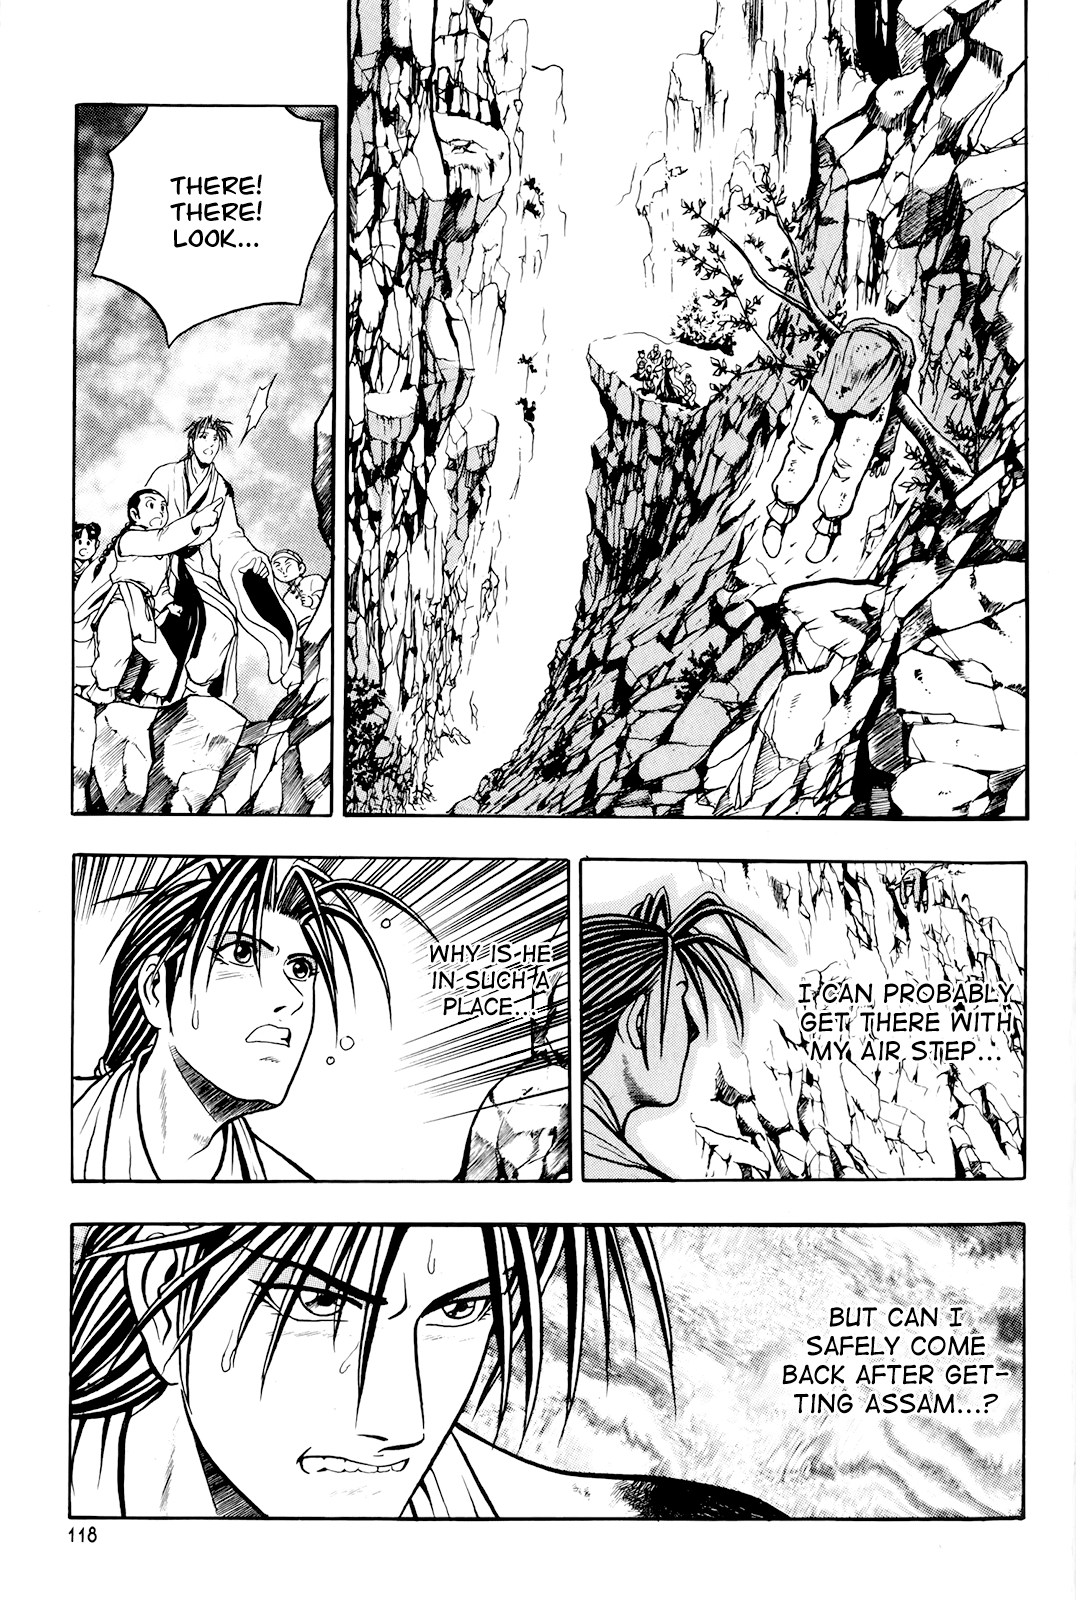 THERE!
THERE!
LOOK...
WHY IS HE
IN SUCH A
PLACE...
I CAN PROBABLY
GET THERE WITH
MY AIR STEP...
BUT CAN I
SAFELY COME
BACK AFTER GET-
TING ASSAM...?
118